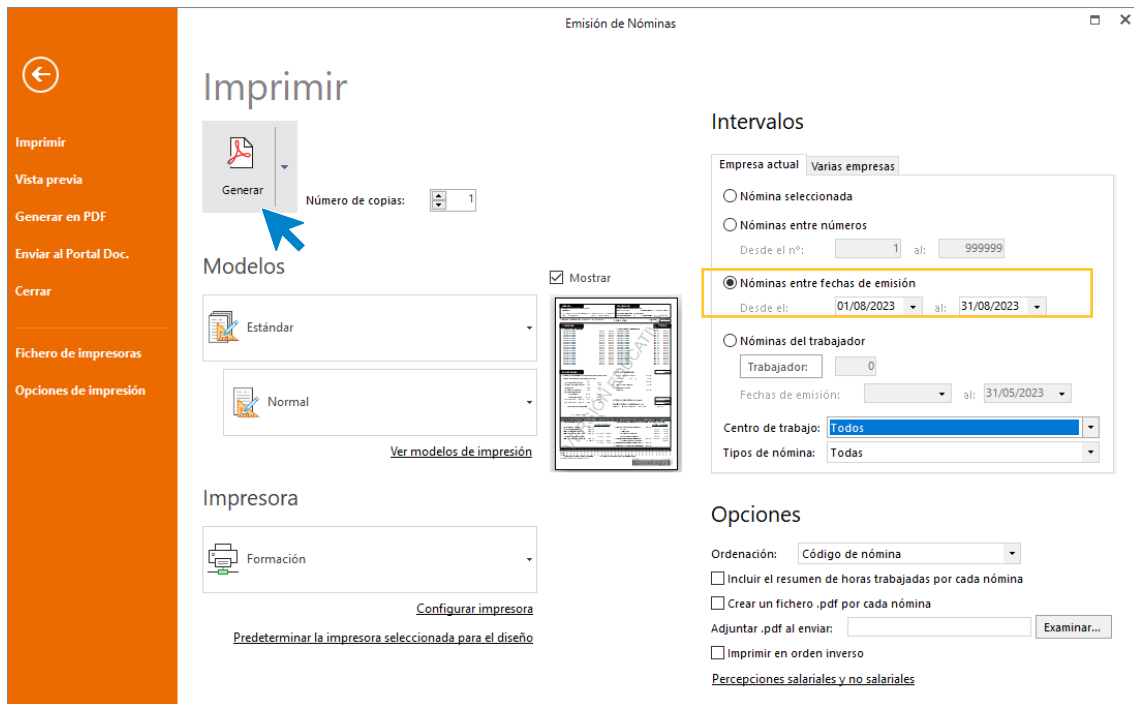 Emisión de Nóminas
Imprimir
Vista previa
Generar en PDF
Enviar al Portal Doc.
Cerrar
Fichero de impresoras
Opciones de impresión
Imprimir
Generar
Número de copias: 1
Modelos
Mostrar
Estándar
Normal
Ver modelos de impresión
Impresora
Formación
Configurar impresora
Predeterminar la impresora seleccionada para el diseño
Intervalos
Empresa actual Varias empresas
Nómina seleccionada
Nóminas entre números
Desde el nº: 1 al: 999999
Nóminas entre fechas de emisión
Desde el: 01/08/2023 al: 31/08/2023
Nóminas del trabajador
Trabajador: 0
Fechas de emisión: al: 31/05/2023
Centro de trabajo: Todos
Tipos de nómina: Todas
Opciones
Ordenación: Código de nómina
Incluir el resumen de horas trabajadas por cada nómina
Crear un fichero .pdf por cada nómina
Adjuntar .pdf al enviar: Examinar...
Imprimir en orden inverso
Percepciones salariales y no salariales